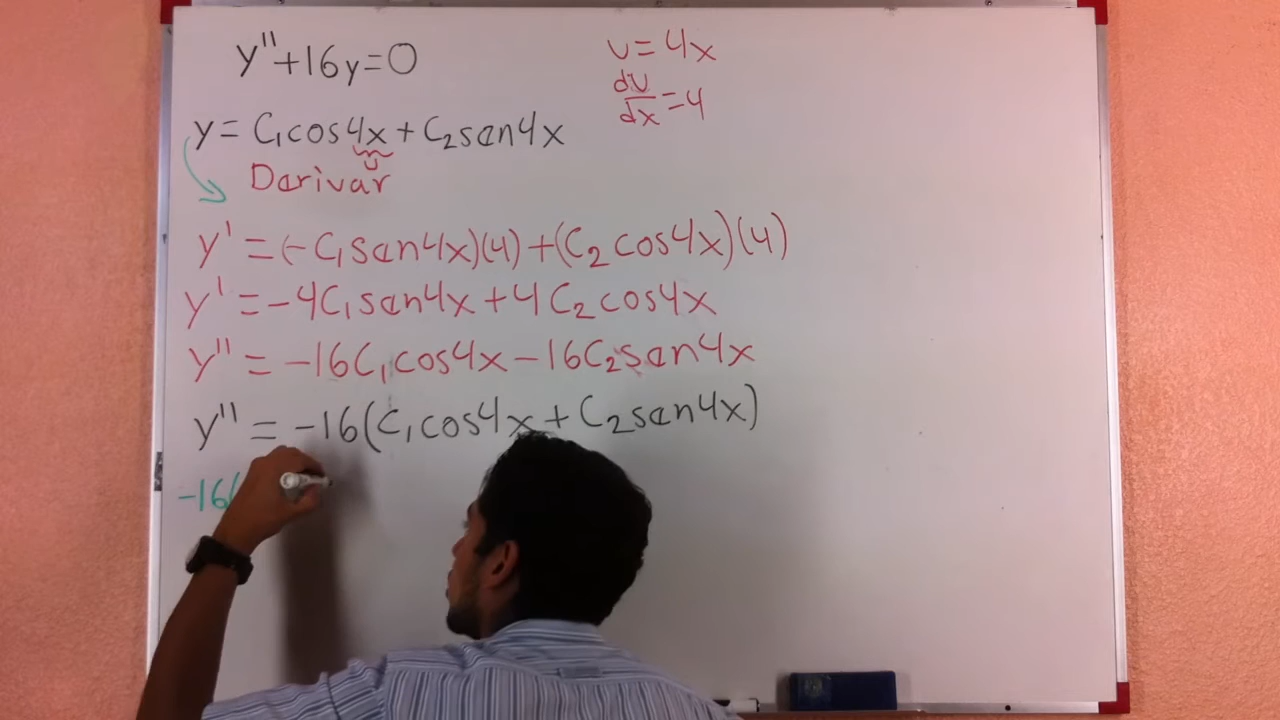 y''+16y=0
u=4x
du/dx=4
y= C₁cos4x+C₂sen4x
u
Derivar
y'=(-C₁sen4x)(4)+(C₂cos4x)(4)
y'=-4C₁sen4x+4C₂cos4x
y''=-16C₁cos4x-16C₂sen4x
y''=-16(C₁cos4x+C₂sen4x)
-16(